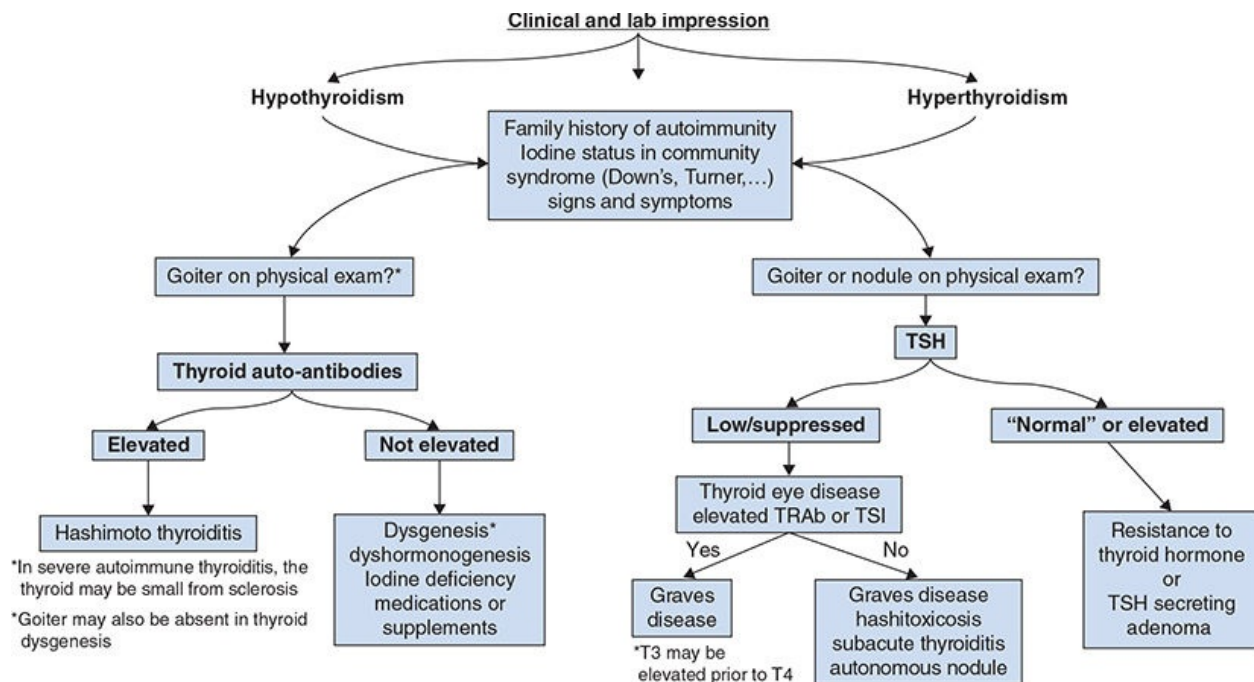 Clinical and lab impression
Hypothyroidism
Hyperthyroidism
Family history of autoimmunity
Iodine status in community
syndrome (Down's, Turner,...)
signs and symptoms
Goiter on physical exam?*
Thyroid auto-antibodies
Elevated
Not elevated
Hashimoto thyroiditis
*In severe autoimmune thyroiditis, the
thyroid may be small from sclerosis
*Goiter may also be absent in thyroid
dysgenesis
Dysgenesis*
dyshormonogenesis
Iodine deficiency
medications or
supplements
Goiter or nodule on physical exam?
TSH
Low/suppressed
“Normal” or elevated
Thyroid eye disease
elevated TRAb or TSI
Yes
No
Graves
disease
*T3 may be
elevated prior to T4
Graves disease
hashitoxicosis
subacute thyroiditis
autonomous nodule
Resistance to
thyroid hormone
or
TSH secreting
adenoma